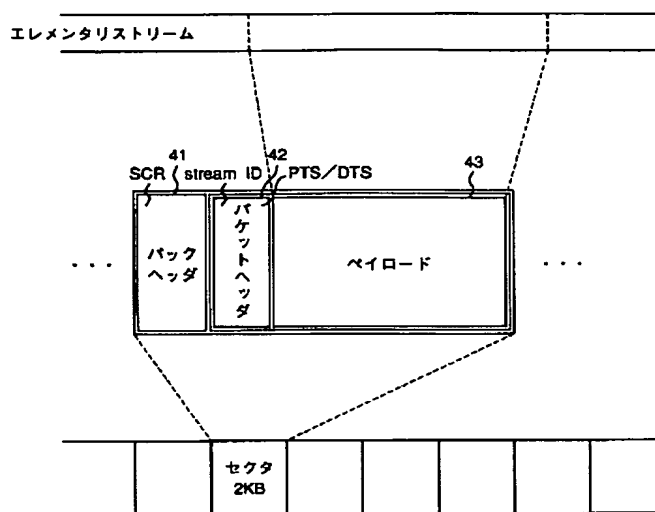 エレメンタリストリーム
41 42 43
SCR stream ID PTS/DTS
パック
ヘッダ
パケットヘッダ
ペイロード
... ...
セクタ
2KB